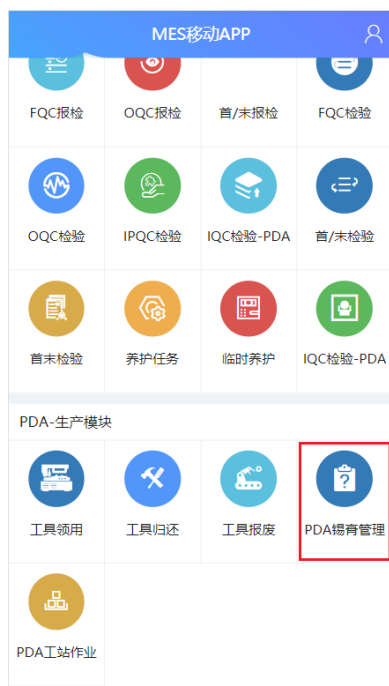 MES移动APP
FQC报检 OQC报检 首/末报检 FQC检验
OQC检验 IPQC检验 IQC检验-PDA 首/末检验
首末检验 养护任务 临时养护 IQC检验-PDA
PDA-生产模块
工具领用 工具归还 工具报废 PDA锡膏管理
PDA工站作业